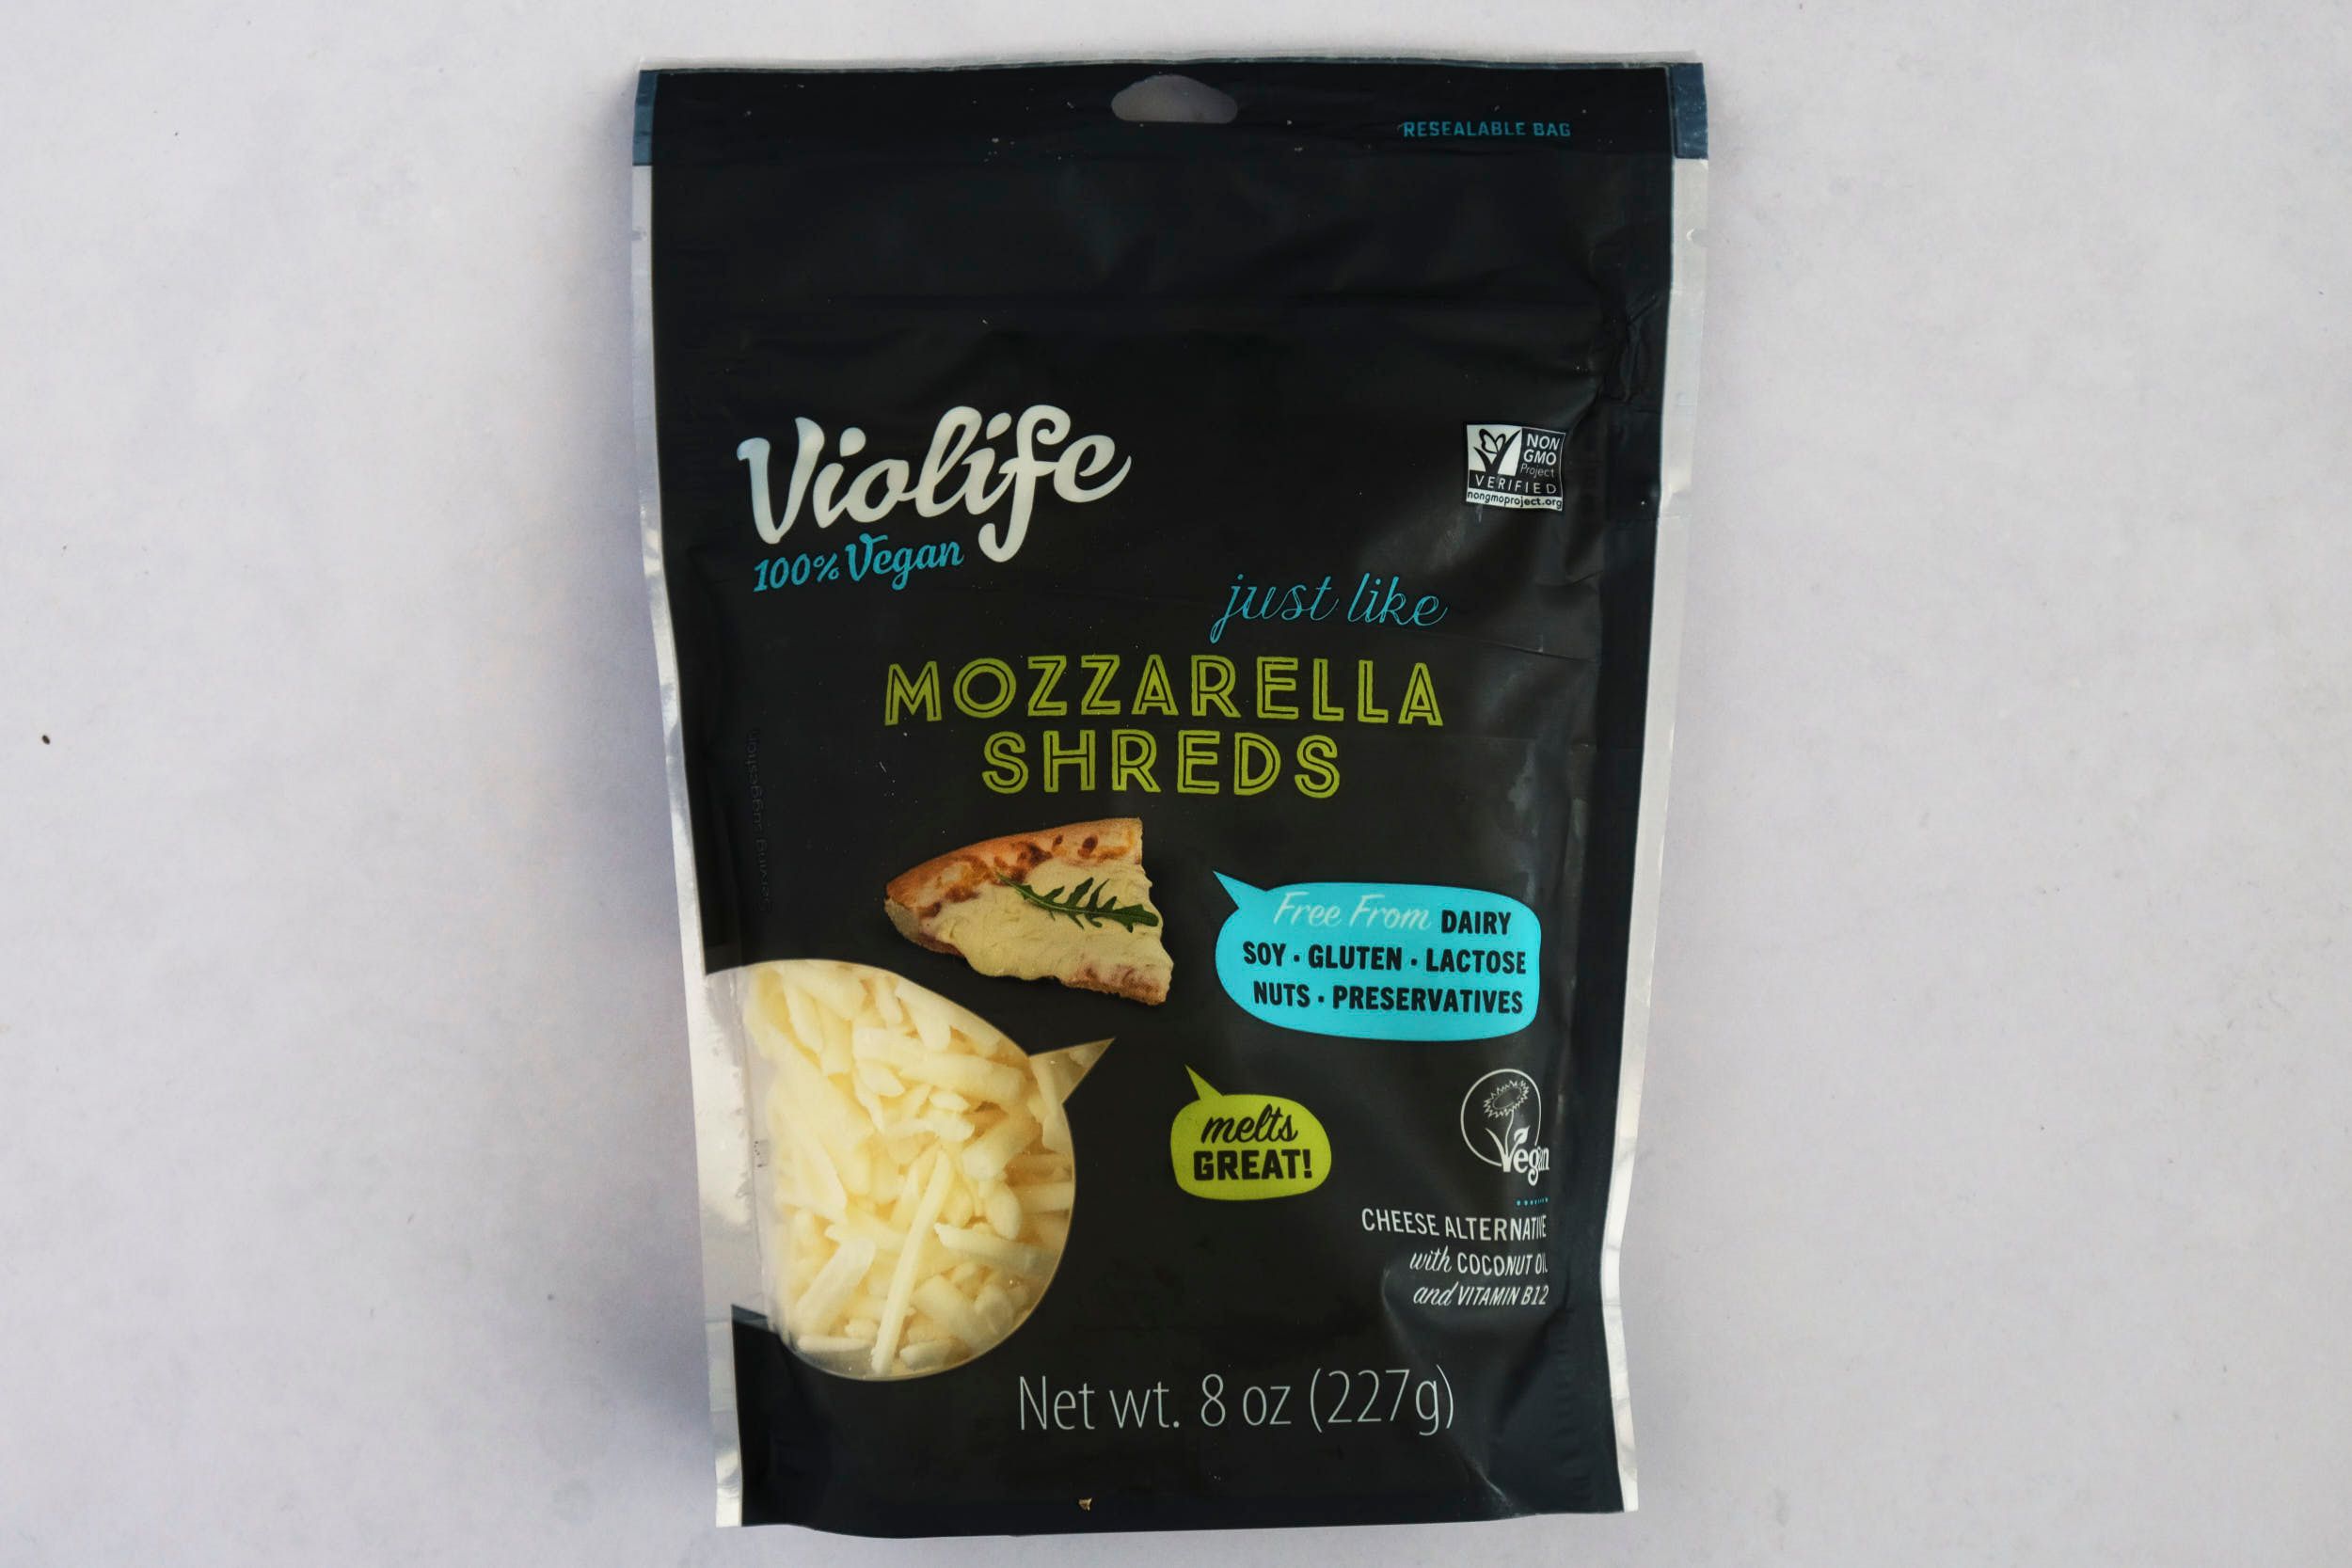 RESEALABLE BAG
Violife
100% Vegan
NON
GMO
Project
VERIFIED
nongmoproject.org
just like
MOZZARELLA
SHREDS
Serving suggestion
Free From DAIRY
SOY · GLUTEN · LACTOSE
NUTS · PRESERVATIVES
melts
GREAT!
Vegan
CHEESE ALTERNATIVE
with COCONUT OIL
and VITAMIN B12
Net wt. 8 oz (227g)